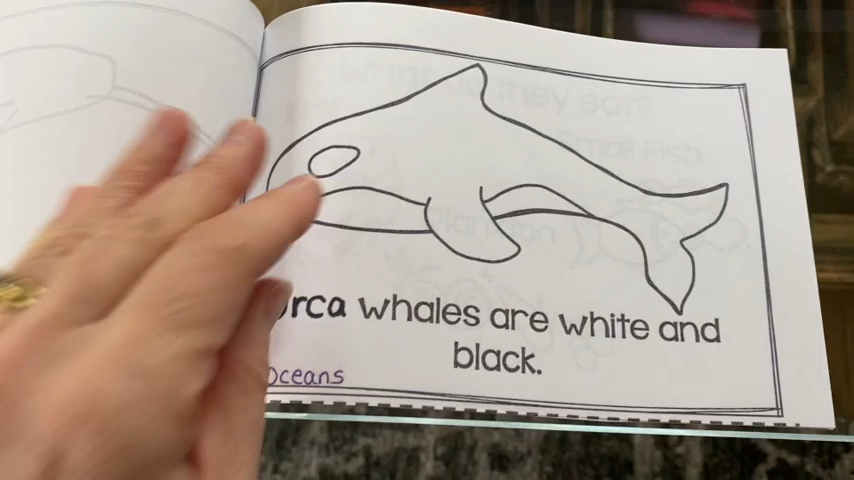 rca whales are white and
black.
oceans